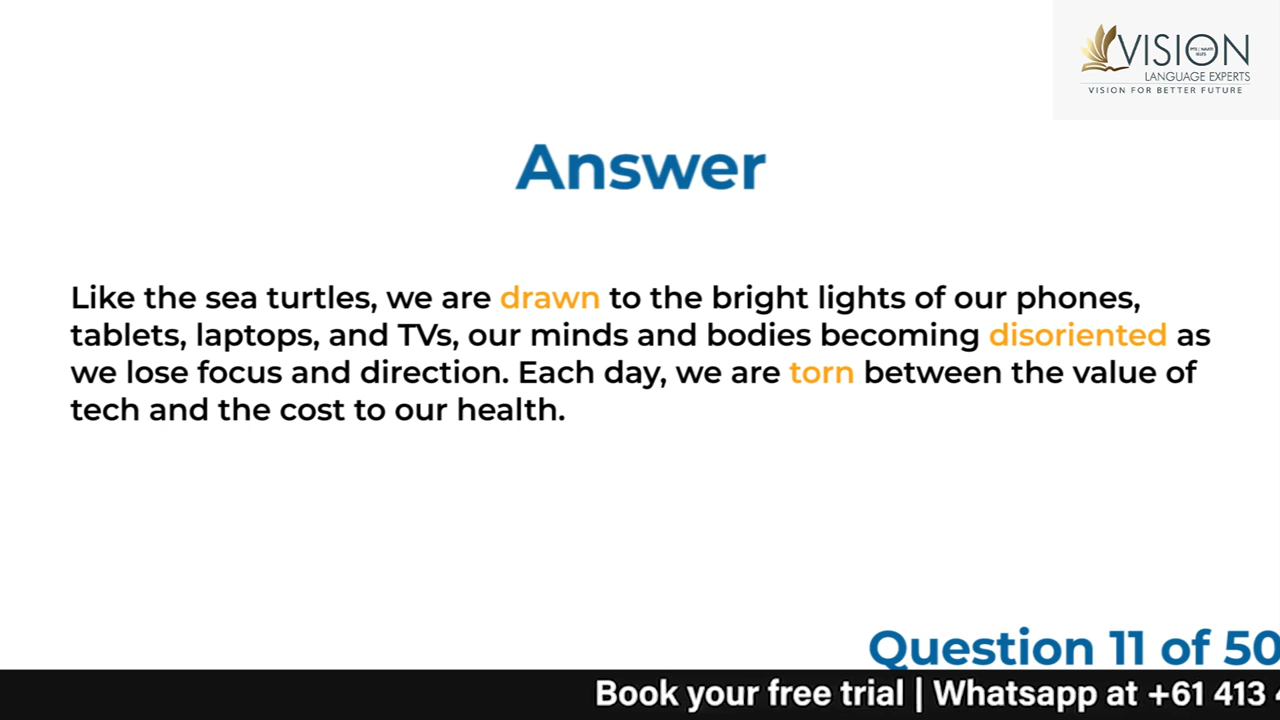 VISION
LANGUAGE EXPERTS
VISION FOR BETTER FUTURE
Answer
Like the sea turtles, we are drawn to the bright lights of our phones,
tablets, laptops, and TVs, our minds and bodies becoming disoriented as
we lose focus and direction. Each day, we are torn between the value of
tech and the cost to our health.
Question 11 of 50
Book your free trial | Whatsapp at +61 413